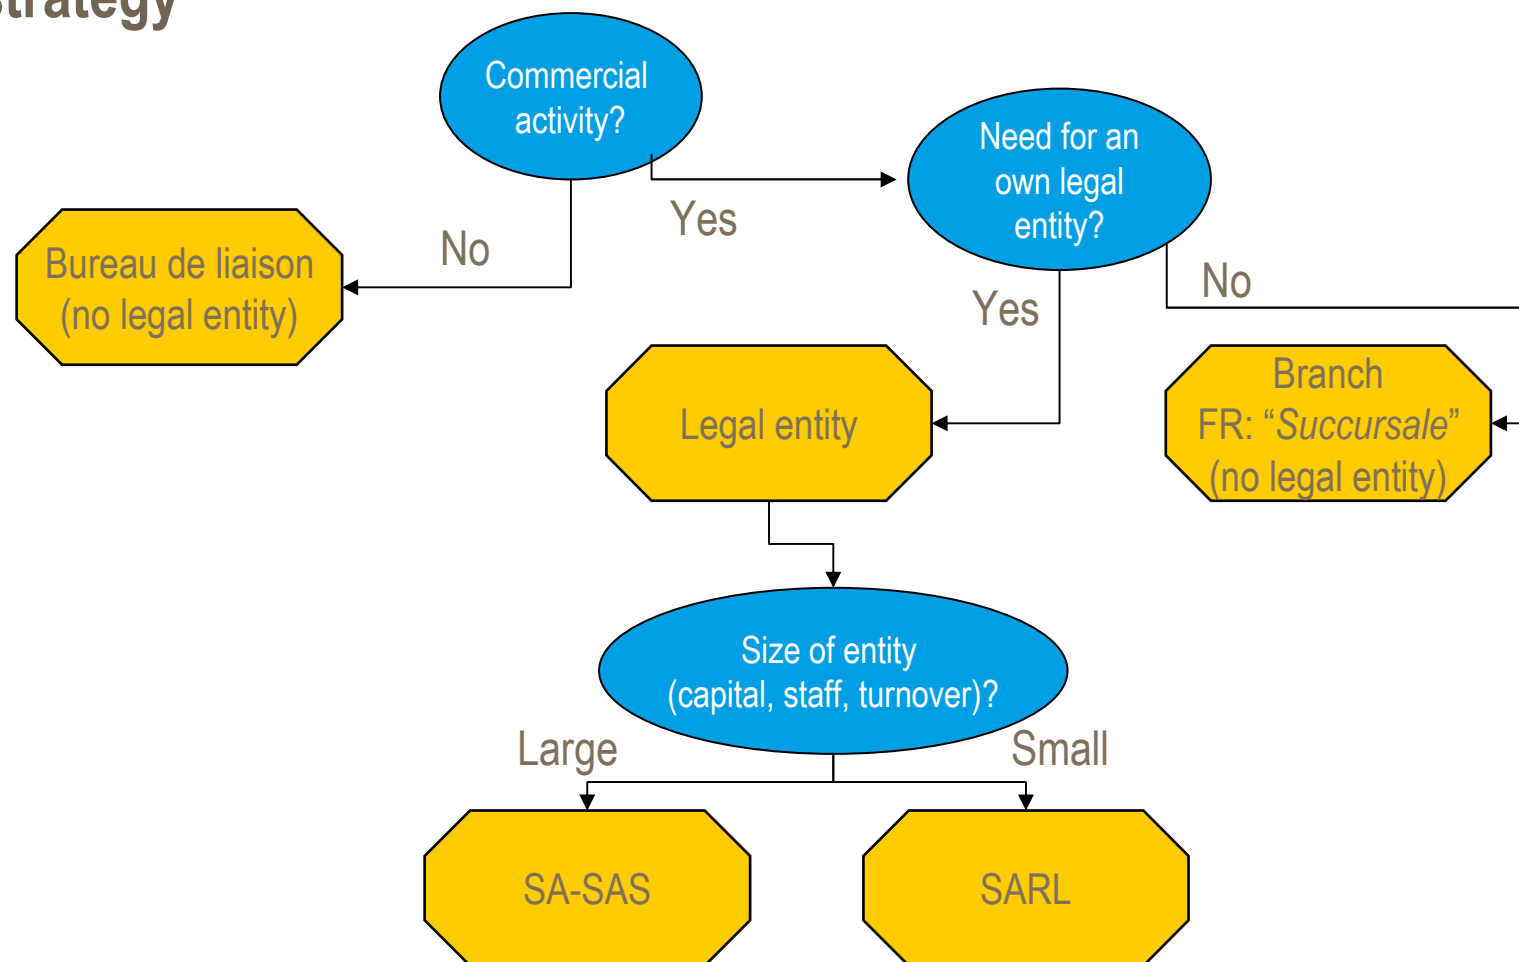 strategy
Commercial
activity?
Need for an
own legal
entity?
Yes
No
Bureau de liaison
(no legal entity)
No
Yes
Branch
FR: “Succursale”
(no legal entity)
Legal entity
Size of entity
(capital, staff, turnover)?
Large
Small
SA-SAS
SARL